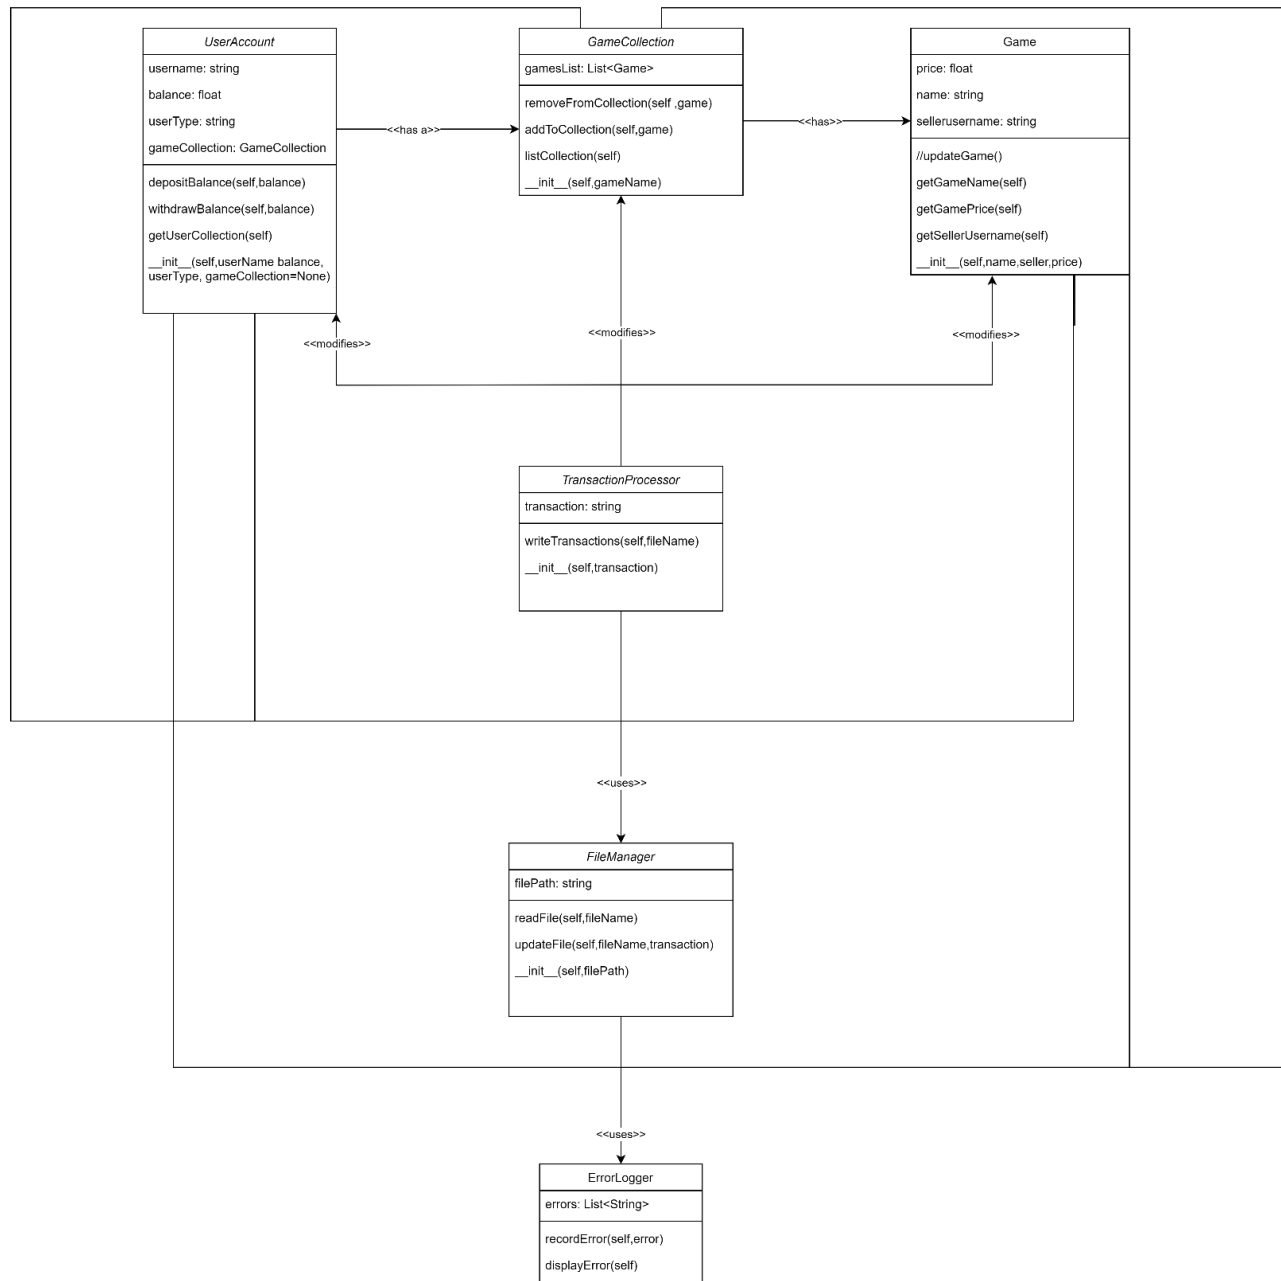 UserAccount
username: string
balance: float
userType: string
gameCollection: GameCollection
depositBalance(self,balance)
withdrawBalance(self,balance)
getUserCollection(self)
__init__(self,userName balance,
userType, gameCollection=None)
<<has a>>
GameCollection
gamesList: List<Game>
removeFromCollection(self ,game)
addToCollection(self,game)
listCollection(self)
__init__(self,gameName)
<<has>>
Game
price: float
name: string
sellerusername: string
//updateGame()
getGameName(self)
getGamePrice(self)
getSellerUsername(self)
__init__(self,name,seller,price)
<<modifies>>
<<modifies>>
<<modifies>>
TransactionProcessor
transaction: string
writeTransactions(self,fileName)
__init__(self,transaction)
<<uses>>
FileManager
filePath: string
readFile(self,fileName)
updateFile(self,fileName,transaction)
__init__(self,filePath)
<<uses>>
ErrorLogger
errors: List<String>
recordError(self,error)
displayError(self)